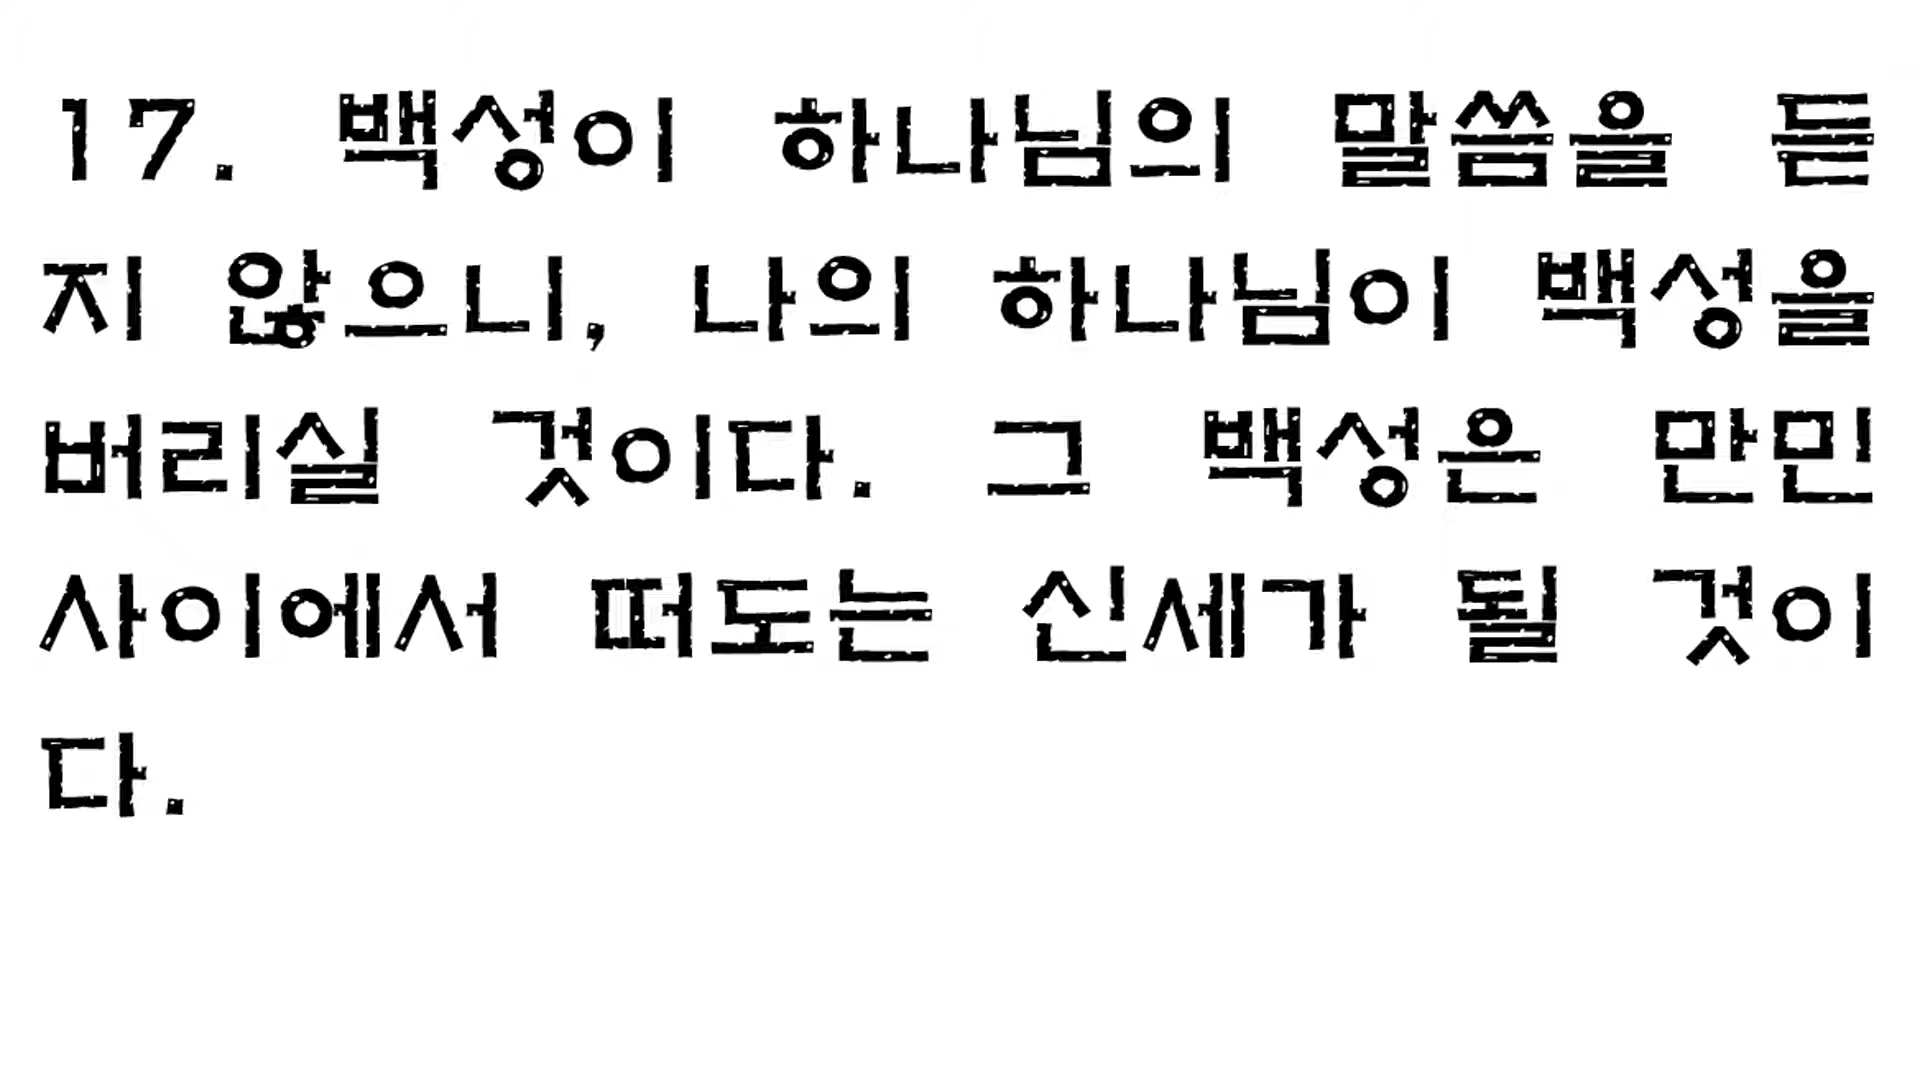 17. 백성이 하나님의 말씀을 듣
지 않으니, 나의 하나님이 백성을
버리실 것이다. 그 백성은 만민
사이에서 떠도는 신세가 될 것이
다.